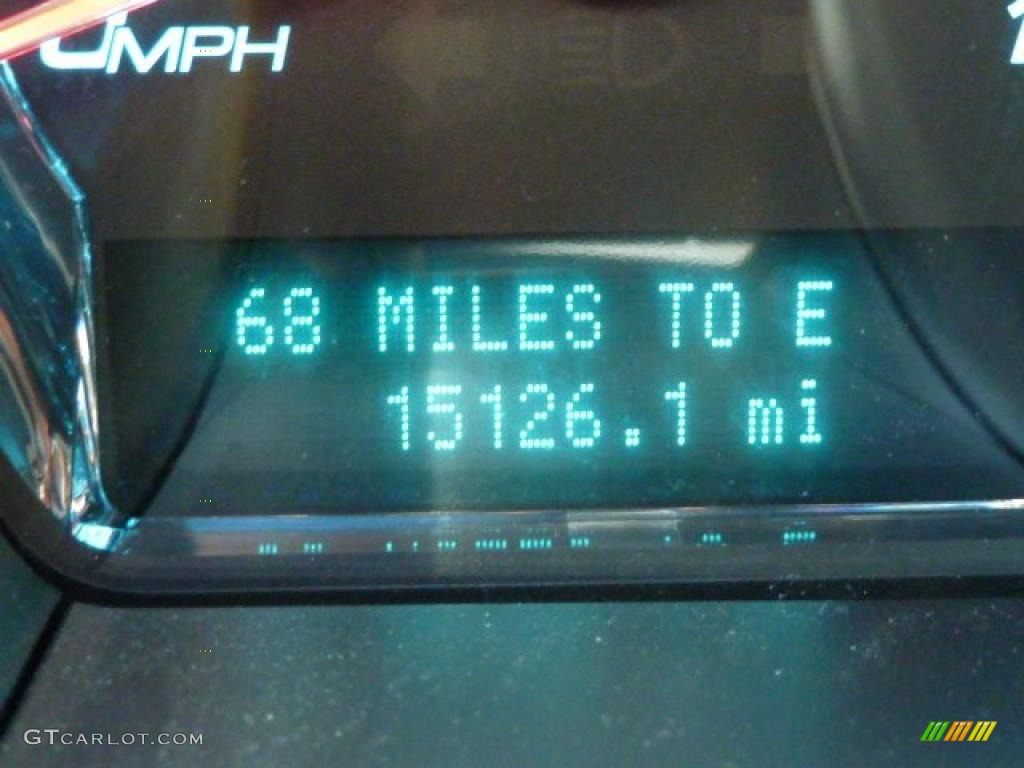 MPH
68 MILES TO E
15126.1 mi
GTCARLOT.COM